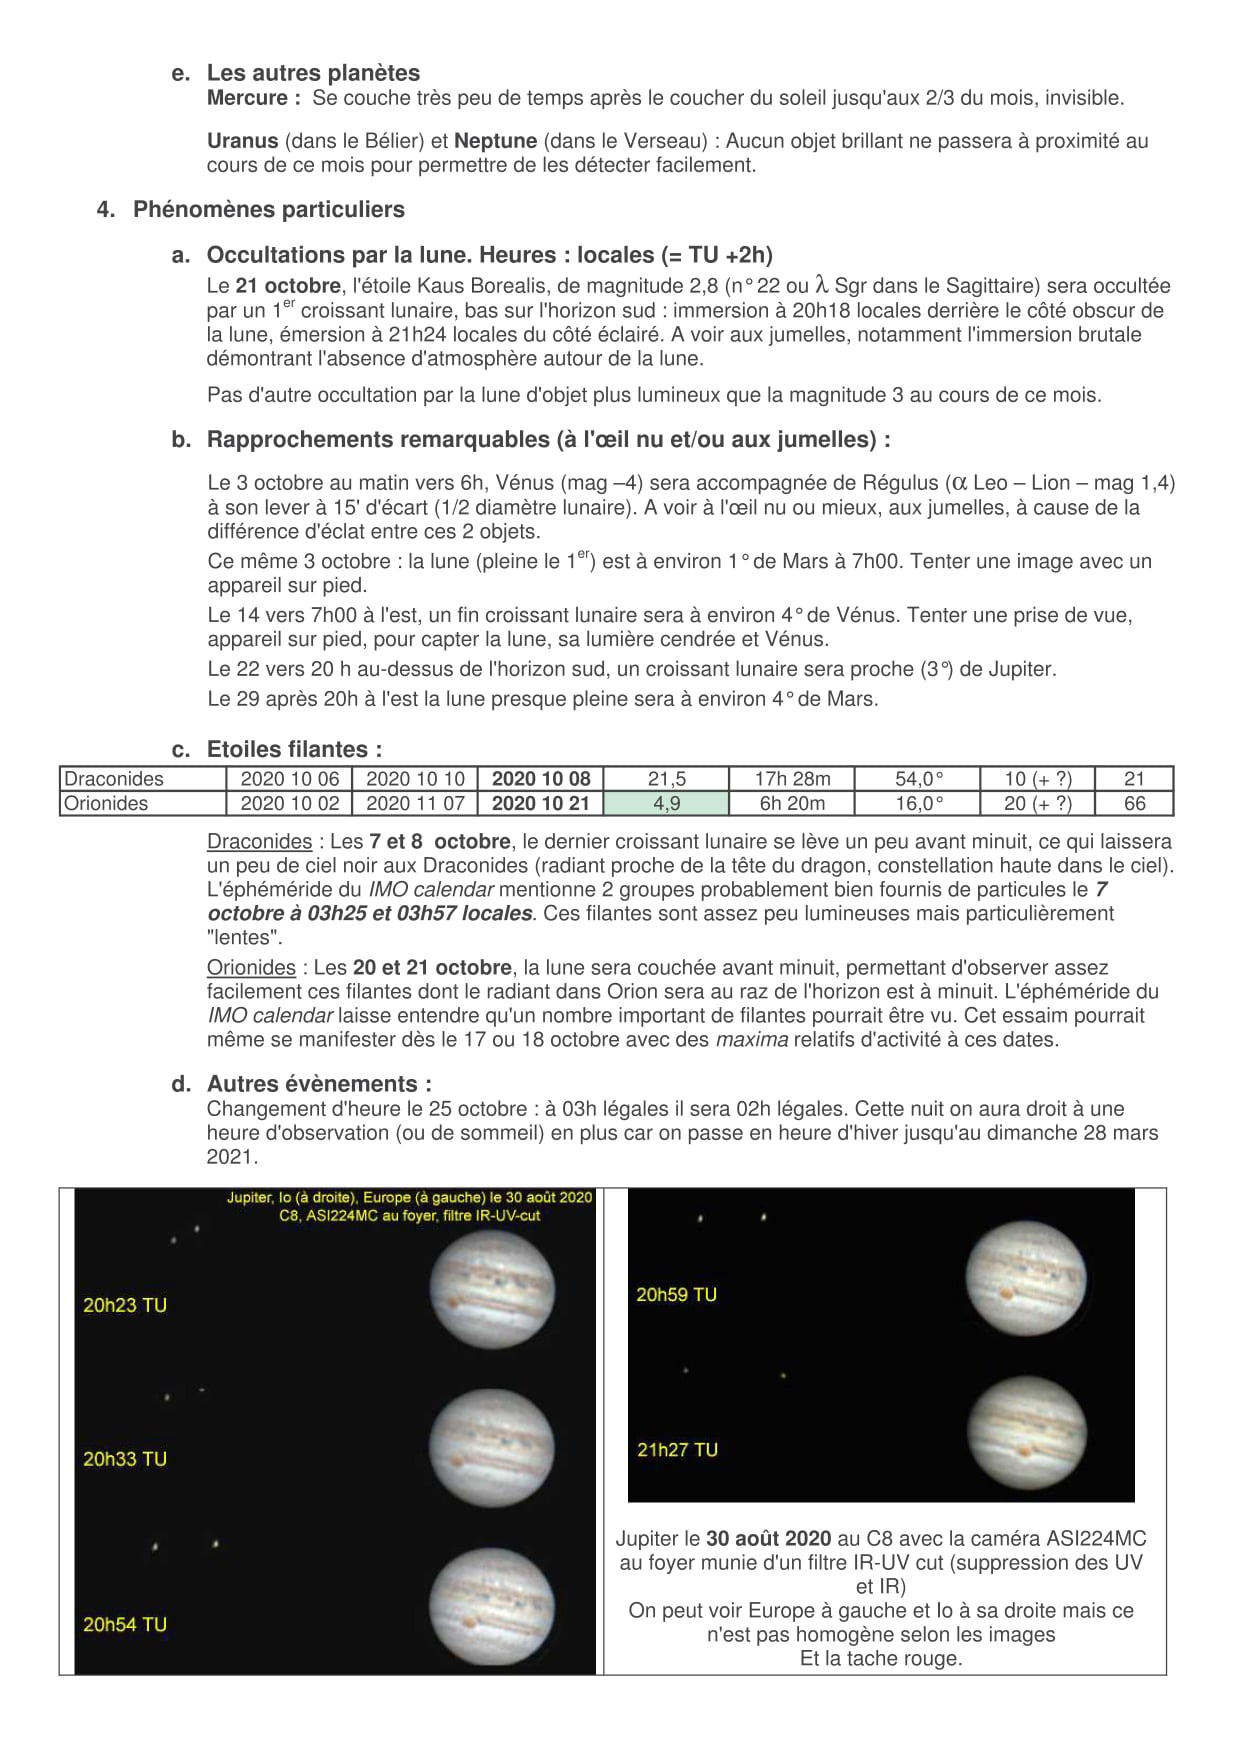 e. Les autres planètes
Mercure : Se couche très peu de temps après le coucher du soleil jusqu'aux 2/3 du mois, invisible.
Uranus (dans le Bélier) et Neptune (dans le Verseau) : Aucun objet brillant ne passera à proximité au
cours de ce mois pour permettre de les détecter facilement.
4. Phénomènes particuliers
a. Occultations par la lune. Heures : locales (= TU +2h)
Le 21 octobre, l'étoile Kaus Borealis, de magnitude 2,8 (n° 22 ou λ Sgr dans le Sagittaire) sera occultée
par un 1er croissant lunaire, bas sur l'horizon sud : immersion à 20h18 locales derrière le côté obscur de
la lune, émersion à 21h24 locales du côté éclairé. A voir aux jumelles, notamment l'immersion brutale
démontrant l'absence d'atmosphère autour de la lune.
Pas d'autre occultation par la lune d'objet plus lumineux que la magnitude 3 au cours de ce mois.
b. Rapprochements remarquables (à l'œil nu et/ou aux jumelles) :
Le 3 octobre au matin vers 6h, Vénus (mag –4) sera accompagnée de Régulus (α Leo – Lion – mag 1,4)
à son lever à 15' d'écart (1/2 diamètre lunaire). A voir à l'œil nu ou mieux, aux jumelles, à cause de la
différence d'éclat entre ces 2 objets.
Ce même 3 octobre : la lune (pleine le 1er) est à environ 1° de Mars à 7h00. Tenter une image avec un
appareil sur pied.
Le 14 vers 7h00 à l'est, un fin croissant lunaire sera à environ 4° de Vénus. Tenter une prise de vue,
appareil sur pied, pour capter la lune, sa lumière cendrée et Vénus.
Le 22 vers 20 h au-dessus de l'horizon sud, un croissant lunaire sera proche (3°) de Jupiter.
Le 29 après 20h à l'est la lune presque pleine sera à environ 4° de Mars.
c. Etoiles filantes :
Draconides 2020 10 06 2020 10 10 2020 10 08 21,5 17h 28m 54,0° 10 (+ ?) 21
Orionides 2020 10 02 2020 11 07 2020 10 21 4,9 6h 20m 16,0° 20 (+ ?) 66
Draconides : Les 7 et 8 octobre, le dernier croissant lunaire se lève un peu avant minuit, ce qui laissera
un peu de ciel noir aux Draconides (radiant proche de la tête du dragon, constellation haute dans le ciel).
L'éphéméride du IMO calendar mentionne 2 groupes probablement bien fournis de particules le 7
octobre à 03h25 et 03h57 locales. Ces filantes sont assez peu lumineuses mais particulièrement
"lentes".
Orionides : Les 20 et 21 octobre, la lune sera couchée avant minuit, permettant d'observer assez
facilement ces filantes dont le radiant dans Orion sera au raz de l'horizon est à minuit. L'éphéméride du
IMO calendar laisse entendre qu'un nombre important de filantes pourrait être vu. Cet essaim pourrait
même se manifester dès le 17 ou 18 octobre avec des maxima relatifs d'activité à ces dates.
d. Autres évènements :
Changement d'heure le 25 octobre : à 03h légales il sera 02h légales. Cette nuit on aura droit à une
heure d'observation (ou de sommeil) en plus car on passe en heure d'hiver jusqu'au dimanche 28 mars
2021.
Jupiter, Io (à droite), Europe (à gauche) le 30 août 2020
C8, ASI224MC au foyer, filtre IR-UV-cut
20h23 TU
20h33 TU
20h54 TU
20h59 TU
21h27 TU
Jupiter le 30 août 2020 au C8 avec la caméra ASI224MC
au foyer munie d'un filtre IR-UV cut (suppression des UV
et IR)
On peut voir Europe à gauche et Io à sa droite mais ce
n'est pas homogène selon les images
Et la tache rouge.